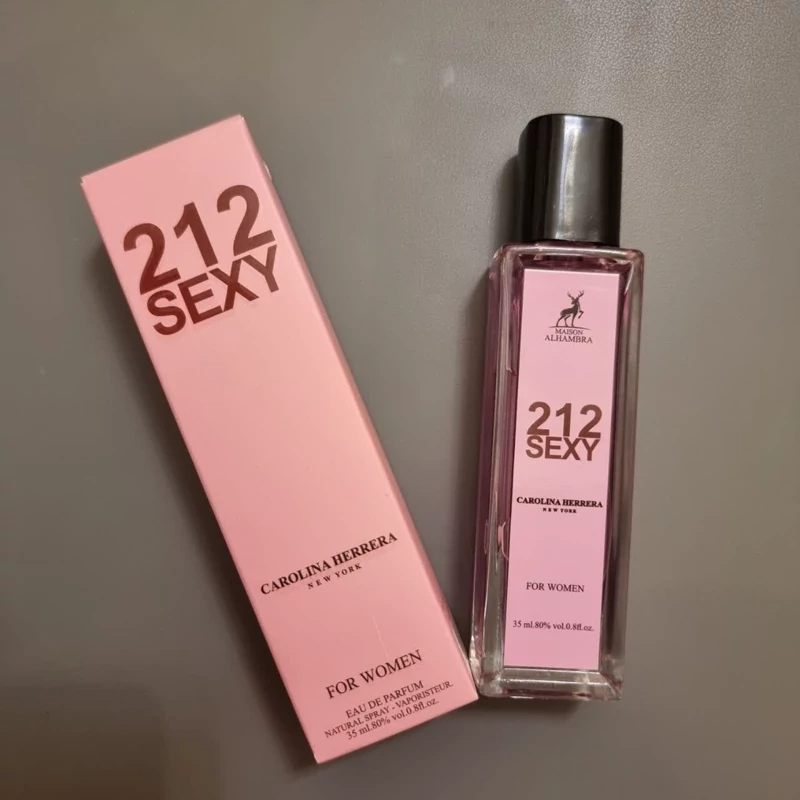 212
SEXY
CAROLINA HERRERA
NEW YORK
FOR WOMEN
EAU DE PARFUM
NATURAL SPRAY - VAPORISTEUR.
35 ml.80% vol.0.8fl.oz.
MAISON
ALHAMBRA
212
SEXY
CAROLINA HERRERA
NEW YORK
FOR WOMEN
35 ml.80% vol.0.8fl.oz.